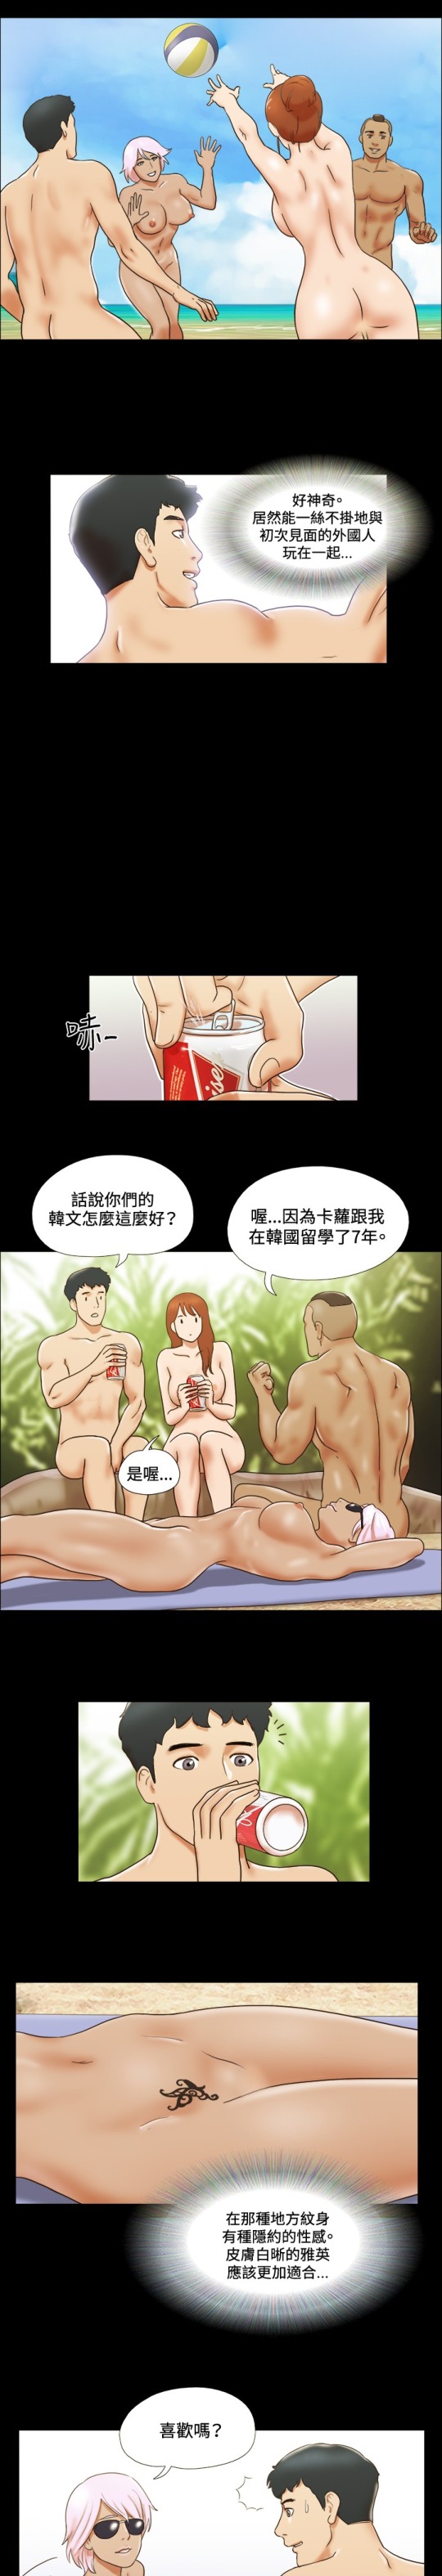 好神奇。
居然能一絲不掛地與
初次見面的外國人
玩在一起...
啨~
ise
話說你們的
韓文怎麼這麼好？
喔...因為卡蘿跟我
在韓國留學了7年。
是喔...
在那種地方紋身
有種隱約的性感。
皮膚白晰的雅英
應該更加適合...
喜歡嗎？